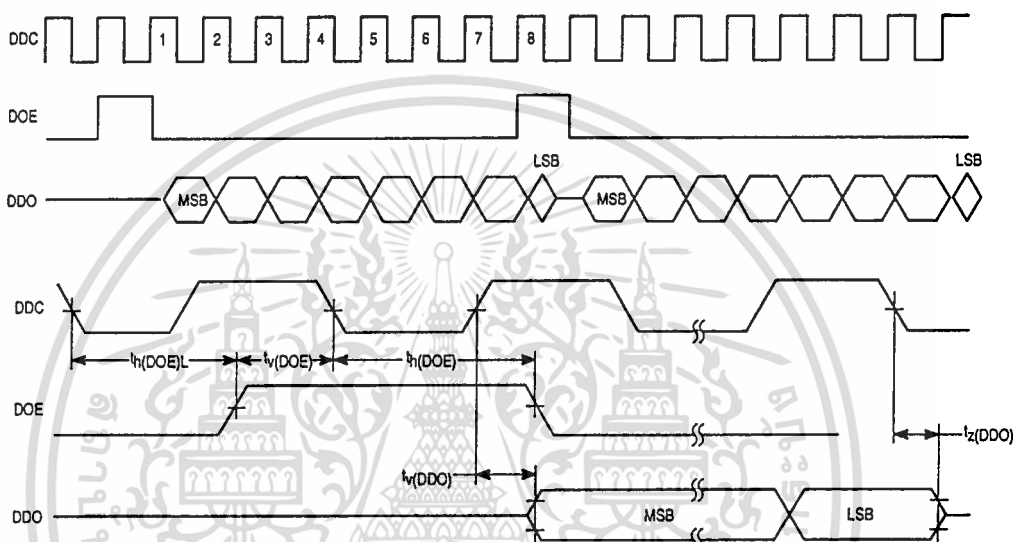 DDC 1 2 3 4 5 6 7 8
DOE
LSB LSB
DDO MSB MSB
DDC
th(DOE)L tv(DOE) th(DOE)
DOE
tz(DDO)
tv(DDO)
DDO MSB LSB